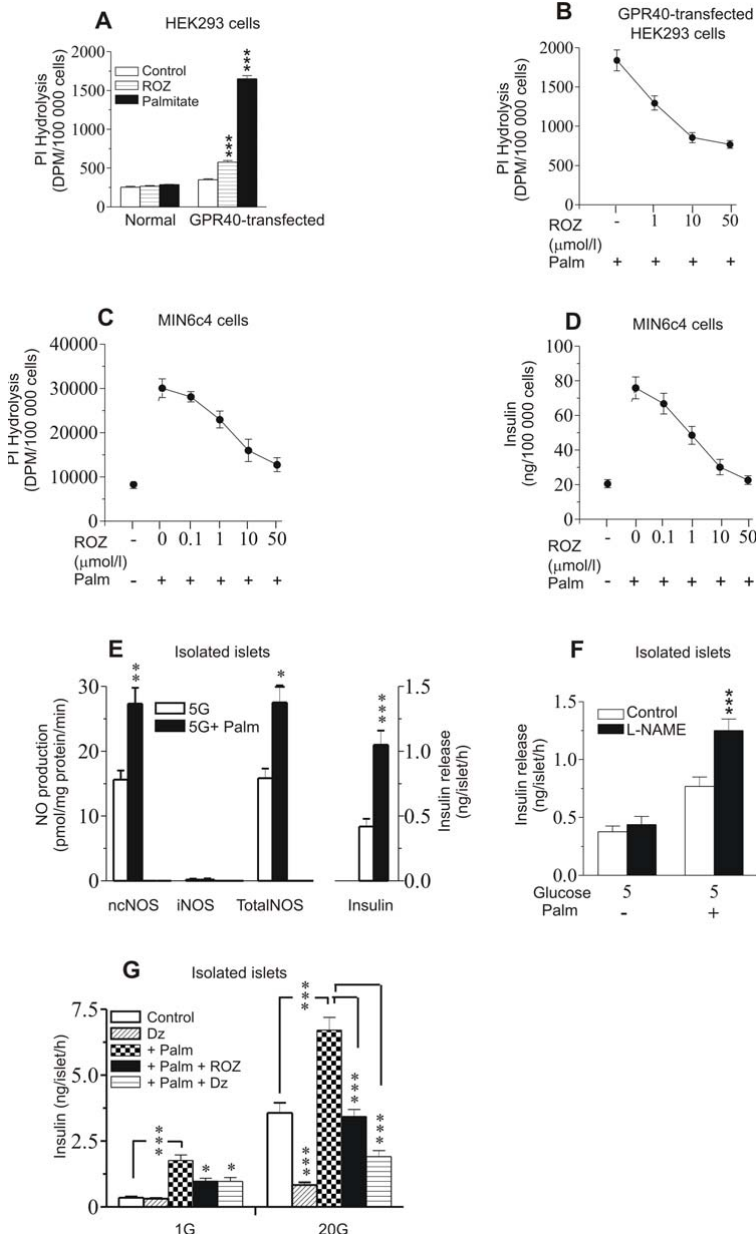 A
HEK293 cells
2000
1500
1000
500
0
PI Hydrolysis
(DPM/100 000 cells)
Control
ROZ
Palmitate
***
***
Normal
GPR40-transfected
B
GPR40-transfected
HEK293 cells
2000
1500
1000
500
0
PI Hydrolysis
(DPM/100 000 cells)
ROZ - 1 10 50
(μmol/l)
Palm + + + +
C
MIN6c4 cells
40000
30000
20000
10000
0
PI Hydrolysis
(DPM/100 000 cells)
ROZ - 0 0.1 1 10 50
(μmol/l)
Palm - + + + + +
D
MIN6c4 cells
100
80
60
40
20
0
Insulin
(ng/100 000 cells)
ROZ - 0 0.1 1 10 50
(μmol/l)
Palm - + + + + +
E
Isolated islets
30
20
10
0
NO production
(pmol/mg protein/min)
5G
5G+ Palm
**
*
***
1.5
1.0
0.5
0.0
Insulin release
(ng/islet/h)
ncNOS
iNOS
TotalNOS
Insulin
F
Isolated islets
1.5
1.0
0.5
0.0
Insulin release
(ng/islet/h)
Control
L-NAME
***
Glucose 5 5
Palm - +
G
Isolated islets
7.5
5.0
2.5
0
Insulin (ng/islet/h)
Control
Dz
+ Palm
+ Palm + ROZ
+ Palm + Dz
***
*
*
***
***
***
***
1G
20G